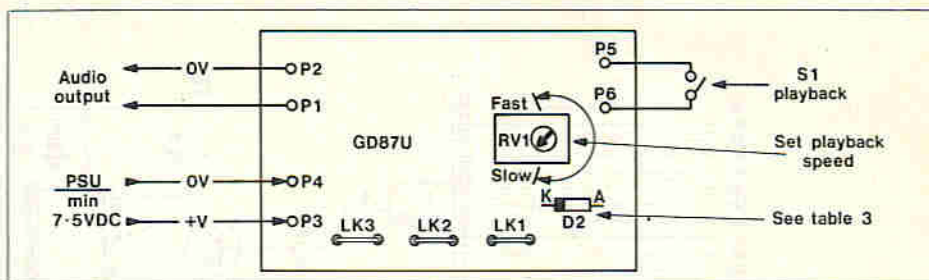 Audio
output
0V
P2
P1
PSU
min
7·5VDC
0V
+V
P4
P3
GD87U
LK3
LK2
LK1
Fast
RV1
Slow
K
A
D2
P5
P6
S1
playback
Set playback
speed
See table 3